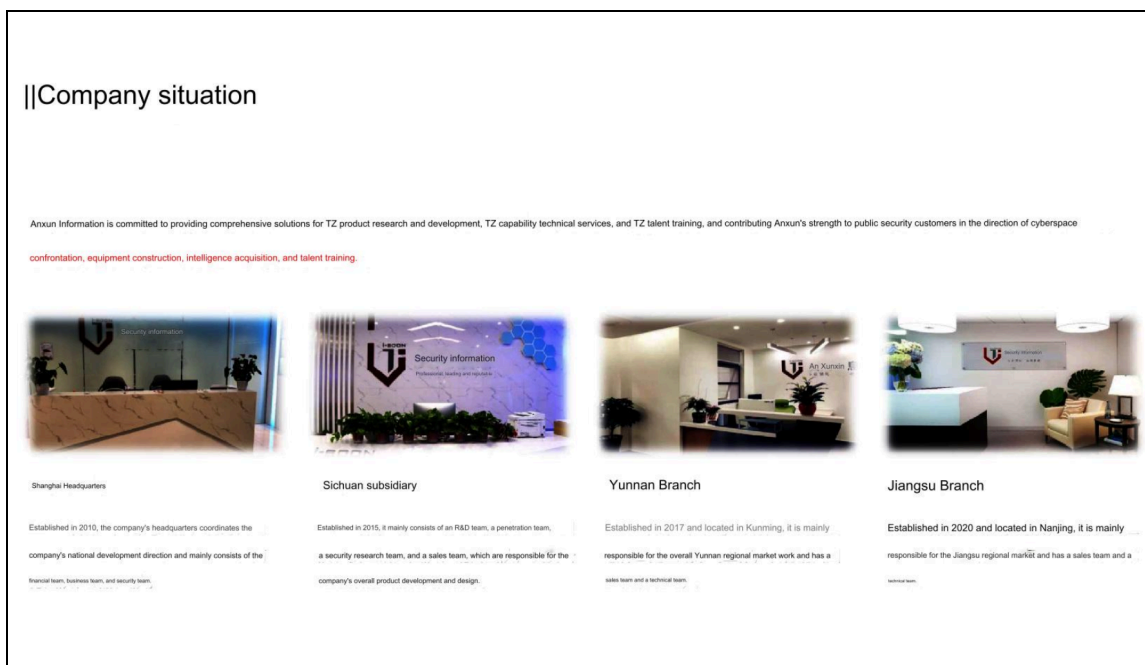 ||Company situation
Anxun Information is committed to providing comprehensive solutions for TZ product research and development, TZ capability technical services, and TZ talent training, and contributing Anxun's strength to public security customers in the direction of cyberspace
confrontation, equipment construction, intelligence acquisition, and talent training.
Security information
i-SOON
Security information
An Xunxin
Security information
Shanghai Headquarters
Established in 2010, the company's headquarters coordinates the
company's national development direction and mainly consists of the
financial team, business team, and security team.
Sichuan subsidiary
Established in 2015, it mainly consists of an R&D team, a penetration team,
a security research team, and a sales team, which are responsible for the
company's overall product development and design.
Yunnan Branch
Established in 2017 and located in Kunming, it is mainly
responsible for the overall Yunnan regional market work and has a
sales team and a technical team.
Jiangsu Branch
Established in 2020 and located in Nanjing, it is mainly
responsible for the Jiangsu regional market and has a sales team and a
technical team.